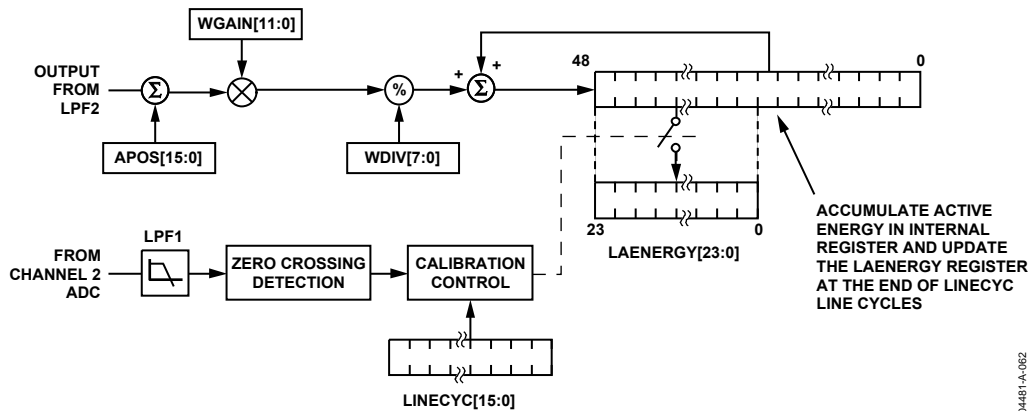 WGAIN[11:0]
OUTPUT
FROM
LPF2
Σ
%
+
+
Σ
48
0
APOS[15:0]
WDIV[7:0]
23
0
LAENERGY[23:0]
ACCUMULATE ACTIVE
ENERGY IN INTERNAL
REGISTER AND UPDATE
THE LAENERGY REGISTER
AT THE END OF LINECYC
LINE CYCLES
FROM
CHANNEL 2
ADC
LPF1
ZERO CROSSING
DETECTION
CALIBRATION
CONTROL
LINECYC[15:0]
04481-A-062